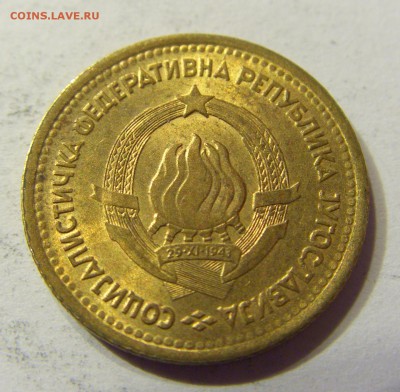 COINS.LAVE.RU
СОЦИЈАЛИСТИЧКА ФЕДЕРАТИВНА РЕПУБЛИКА ЈУГОСЛАВИЈА
29·XI·1943